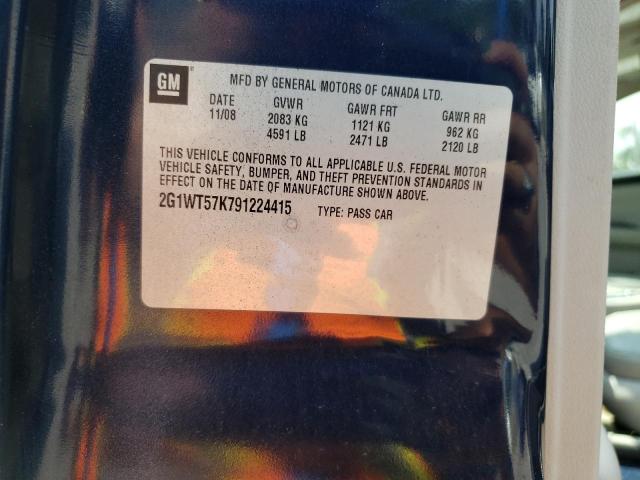 GM ®
MFD BY GENERAL MOTORS OF CANADA LTD.
DATE GVWR GAWR FRT GAWR RR
11/08 2083 KG 1121 KG 962 KG
4591 LB 2471 LB 2120 LB
THIS VEHICLE CONFORMS TO ALL APPLICABLE U.S. FEDERAL MOTOR
VEHICLE SAFETY, BUMPER, AND THEFT PREVENTION STANDARDS IN
EFFECT ON THE DATE OF MANUFACTURE SHOWN ABOVE.
2G1WT57K791224415 TYPE: PASS CAR